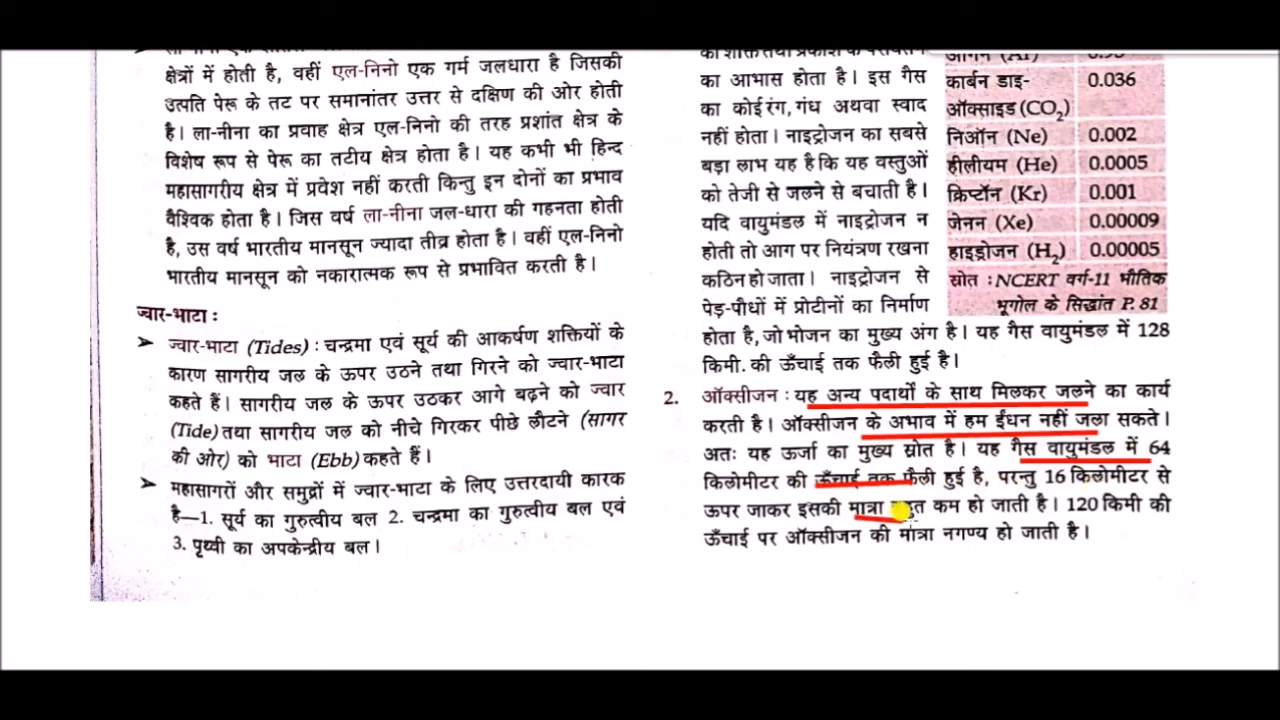 क्षेत्रों में होती है, वहीं एल-निनो एक गर्म जलधारा है जिसकी
उत्पति पेरू के तट पर समानांतर उत्तर से दक्षिण की ओर होती
है। ला-नीना का प्रवाह क्षेत्र एल-निनो की तरह प्रशांत क्षेत्र के
विशेष रूप से पेरू का तटीय क्षेत्र होता है। यह कभी भी हिन्द
महासागरीय क्षेत्र में प्रवेश नहीं करती किन्तु इन दोनों का प्रभाव
वैश्विक होता है। जिस वर्ष ला-नीना जल-धारा की गहनता होती
है, उस वर्ष भारतीय मानसून ज्यादा तीव्र होता है। वहीं एल-निनो
भारतीय मानसून को नकारात्मक रूप से प्रभावित करती है।
ज्वार-भाटा :
➤ ज्वार-भाटा (Tides) : चन्द्रमा एवं सूर्य की आकर्षण शक्तियों के
कारण सागरीय जल के ऊपर उठने तथा गिरने को ज्वार-भाटा
कहते हैं। सागरीय जल के ऊपर उठकर आगे बढ़ने को ज्वार
(Tide) तथा सागरीय जल को नीचे गिरकर पीछे लौटने (सागर
की ओर) को भाटा (Ebb) कहते हैं।
➤ महासागरों और समुद्रों में ज्वार-भाटा के लिए उत्तरदायी कारक
है—1. सूर्य का गुरुत्वीय बल 2. चन्द्रमा का गुरुत्वीय बल एवं
3. पृथ्वी का अपकेन्द्रीय बल।
का आभास होता है। इस गैस
का कोई रंग, गंध अथवा स्वाद
नहीं होता। नाइट्रोजन का सबसे
बड़ा लाभ यह है कि यह वस्तुओं
को तेजी से जलने से बचाती है।
यदि वायुमंडल में नाइट्रोजन न
होती तो आग पर नियंत्रण रखना
कठिन हो जाता। नाइट्रोजन से
पेड़-पौधों में प्रोटीनों का निर्माण
होता है, जो भोजन का मुख्य अंग है। यह गैस वायुमंडल में 128
किमी. की ऊँचाई तक फैली हुई है।
कार्बन डाइ- 0.036
ऑक्साइड (CO₂)
निऑन (Ne) 0.002
हीलीयम (He) 0.0005
क्रिप्टॉन (Kr) 0.001
जेनन (Xe) 0.00009
हाइड्रोजन (H₂) 0.00005
स्रोत : NCERT वर्ग-11 भौतिक
भूगोल के सिद्धांत P. 81
2. ऑक्सीजन : यह अन्य पदार्थों के साथ मिलकर जलने का कार्य
करती है। ऑक्सीजन के अभाव में हम ईंधन नहीं जला सकते।
अतः यह ऊर्जा का मुख्य स्रोत है। यह गैस वायुमंडल में 64
किलोमीटर की ऊँचाई तक फैली हुई है, परन्तु 16 किलोमीटर से
ऊपर जाकर इसकी मात्रा कम हो जाती है। 120 किमी की
ऊँचाई पर ऑक्सीजन की मात्रा नगण्य हो जाती है।